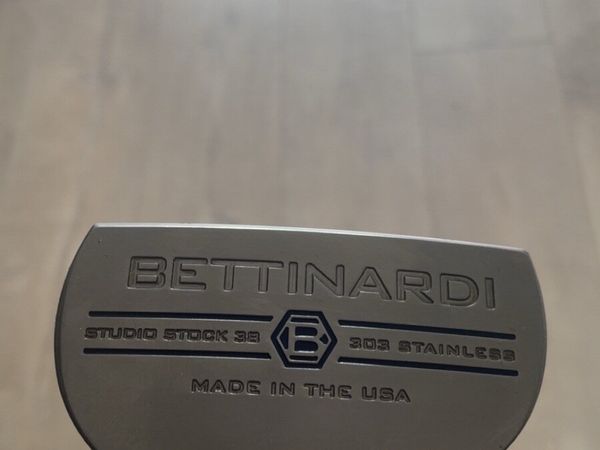 BETTINARDI
STUDIO STOCK 38 B 303 STAINLESS
MADE IN THE USA